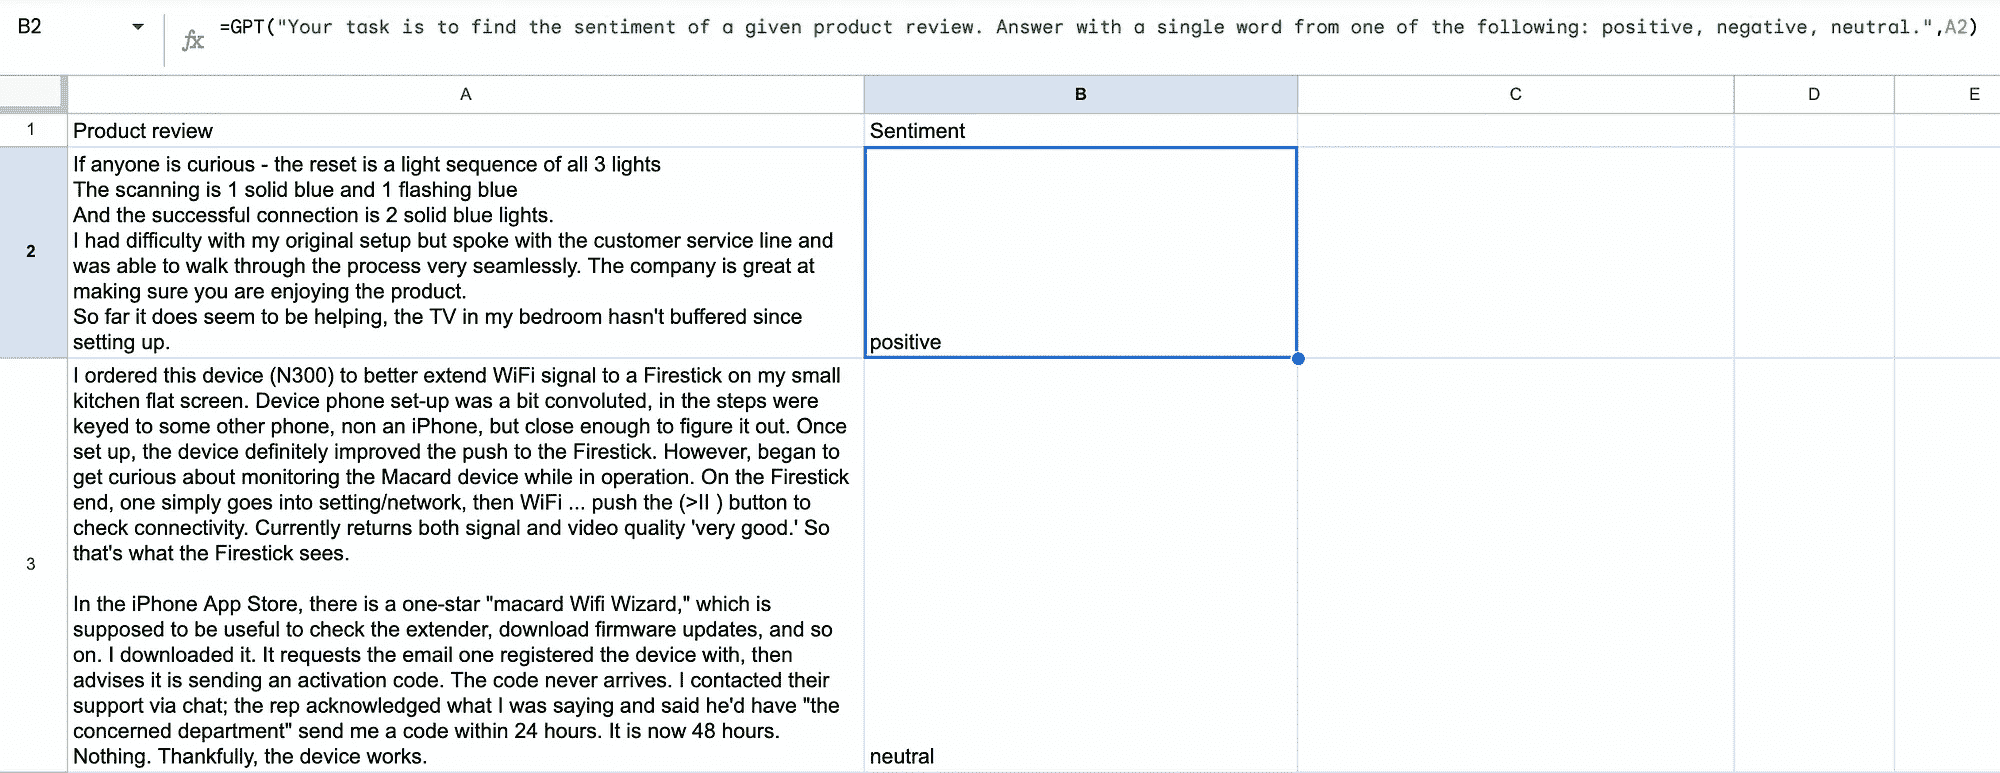 B2
fx
=GPT("Your task is to find the sentiment of a given product review. Answer with a single word from one of the following: positive, negative, neutral.",A2)
A
B
C
D
E
1
Product review
Sentiment
2
If anyone is curious - the reset is a light sequence of all 3 lights
The scanning is 1 solid blue and 1 flashing blue
And the successful connection is 2 solid blue lights.
I had difficulty with my original setup but spoke with the customer service line and
was able to walk through the process very seamlessly. The company is great at
making sure you are enjoying the product.
So far it does seem to be helping, the TV in my bedroom hasn't buffered since
setting up.
positive
3
I ordered this device (N300) to better extend WiFi signal to a Firestick on my small
kitchen flat screen. Device phone set-up was a bit convoluted, in the steps were
keyed to some other phone, non an iPhone, but close enough to figure it out. Once
set up, the device definitely improved the push to the Firestick. However, began to
get curious about monitoring the Macard device while in operation. On the Firestick
end, one simply goes into setting/network, then WiFi ... push the (>II ) button to
check connectivity. Currently returns both signal and video quality 'very good.' So
that's what the Firestick sees.
In the iPhone App Store, there is a one-star "macard Wifi Wizard," which is
supposed to be useful to check the extender, download firmware updates, and so
on. I downloaded it. It requests the email one registered the device with, then
advises it is sending an activation code. The code never arrives. I contacted their
support via chat; the rep acknowledged what I was saying and said he'd have "the
concerned department" send me a code within 24 hours. It is now 48 hours.
Nothing. Thankfully, the device works.
neutral